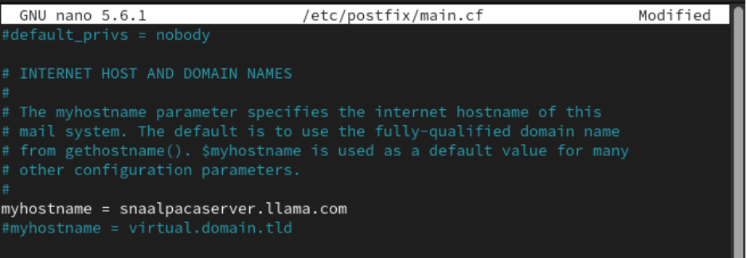 GNU nano 5.6.1 /etc/postfix/main.cf Modified
#default_privs = nobody
# INTERNET HOST AND DOMAIN NAMES
#
# The myhostname parameter specifies the internet hostname of this
# mail system. The default is to use the fully-qualified domain name
# from gethostname(). $myhostname is used as a default value for many
# other configuration parameters.
#
myhostname = snaalpacaserver.llama.com
#myhostname = virtual.domain.tld